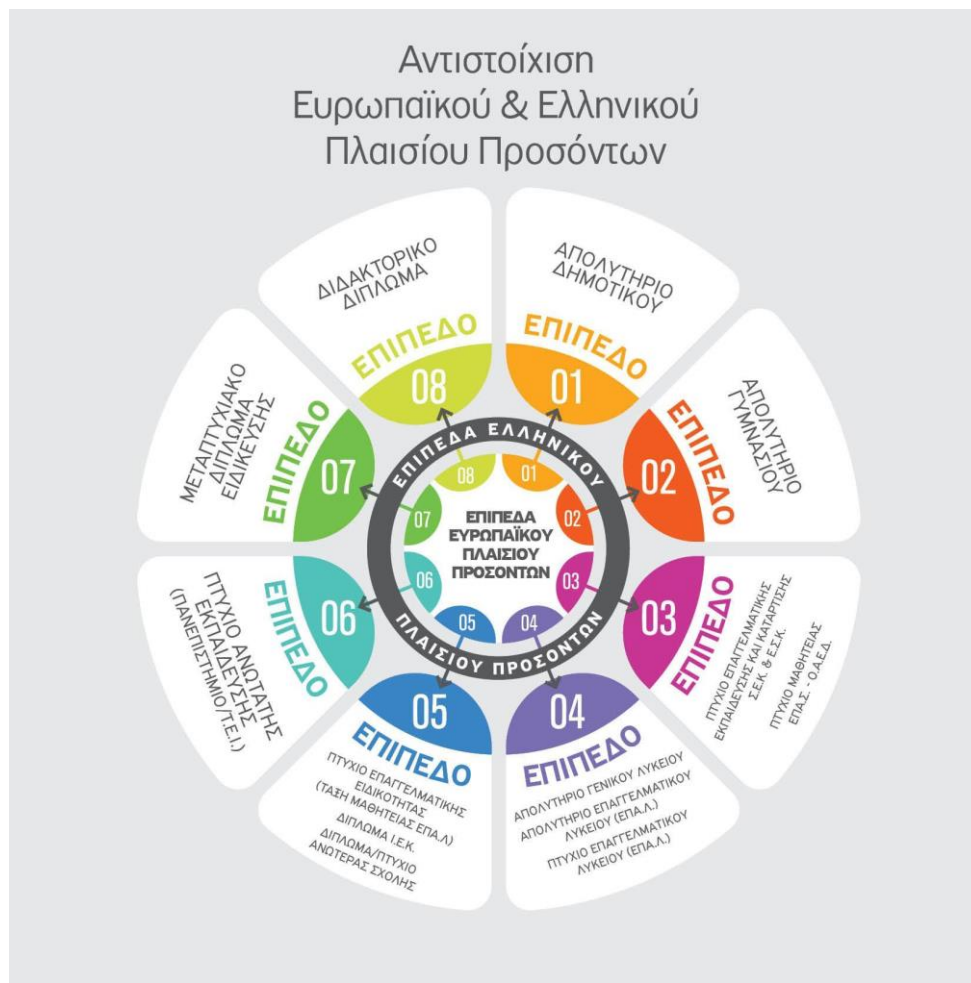 Αντιστοίχιση
Ευρωπαϊκού & Ελληνικού
Πλαισίου Προσόντων
ΑΠΟΛΥΤΗΡΙΟ
ΔΗΜΟΤΙΚΟΥ
ΕΠΙΠΕΔΟ
01
ΑΠΟΛΥΤΗΡΙΟ
ΓΥΜΝΑΣΙΟΥ
ΕΠΙΠΕΔΟ
02
ΕΠΙΠΕΔΟ
03
ΠΤΥΧΙΟ ΕΠΑΓΓΕΛΜΑΤΙΚΗΣ
ΕΚΠΑΙΔΕΥΣΗΣ ΚΑΙ ΚΑΤΑΡΤΙΣΗΣ
Σ.Ε.Κ. & Ε.Σ.Κ.
ΠΤΥΧΙΟ ΜΑΘΗΤΕΙΑΣ
ΕΠΑ.Σ. - Ο.Α.Ε.Δ.
04
ΕΠΙΠΕΔΟ
ΑΠΟΛΥΤΗΡΙΟ ΓΕΝΙΚΟΥ ΛΥΚΕΙΟΥ
ΑΠΟΛΥΤΗΡΙΟ ΕΠΑΓΓΕΛΜΑΤΙΚΟΥ
ΛΥΚΕΙΟΥ (ΕΠΑ.Λ.)
ΠΤΥΧΙΟ ΕΠΑΓΓΕΛΜΑΤΙΚΟΥ
ΛΥΚΕΙΟΥ (ΕΠΑ.Λ.)
05
ΕΠΙΠΕΔΟ
ΠΤΥΧΙΟ ΕΠΑΓΓΕΛΜΑΤΙΚΗΣ
ΕΙΔΙΚΟΤΗΤΑΣ
(ΤΑΞΗ ΜΑΘΗΤΕΙΑΣ ΕΠΑ.Λ)
ΔΙΠΛΩΜΑ Ι.Ε.Κ.
ΔΙΠΛΩΜΑ/ΠΤΥΧΙΟ
ΑΝΩΤΕΡΑΣ ΣΧΟΛΗΣ
06
ΕΠΙΠΕΔΟ
ΠΤΥΧΙΟ ΑΝΩΤΑΤΗΣ
ΕΚΠΑΙΔΕΥΣΗΣ
(ΠΑΝΕΠΙΣΤΗΜΙΟ/Τ.Ε.Ι.)
ΜΕΤΑΠΤΥΧΙΑΚΟ
ΔΙΠΛΩΜΑ
ΕΙΔΙΚΕΥΣΗΣ
ΕΠΙΠΕΔΟ
07
ΔΙΔΑΚΤΟΡΙΚΟ
ΔΙΠΛΩΜΑ
ΕΠΙΠΕΔΟ
08
ΕΠΙΠΕΔΑ ΕΛΛΗΝΙΚΟΥ
ΠΛΑΙΣΙΟΥ ΠΡΟΣΟΝΤΩΝ
01
02
03
04
05
06
07
08
ΕΠΙΠΕΔΑ
ΕΥΡΩΠΑΪΚΟΥ
ΠΛΑΙΣΙΟΥ
ΠΡΟΣΟΝΤΩΝ